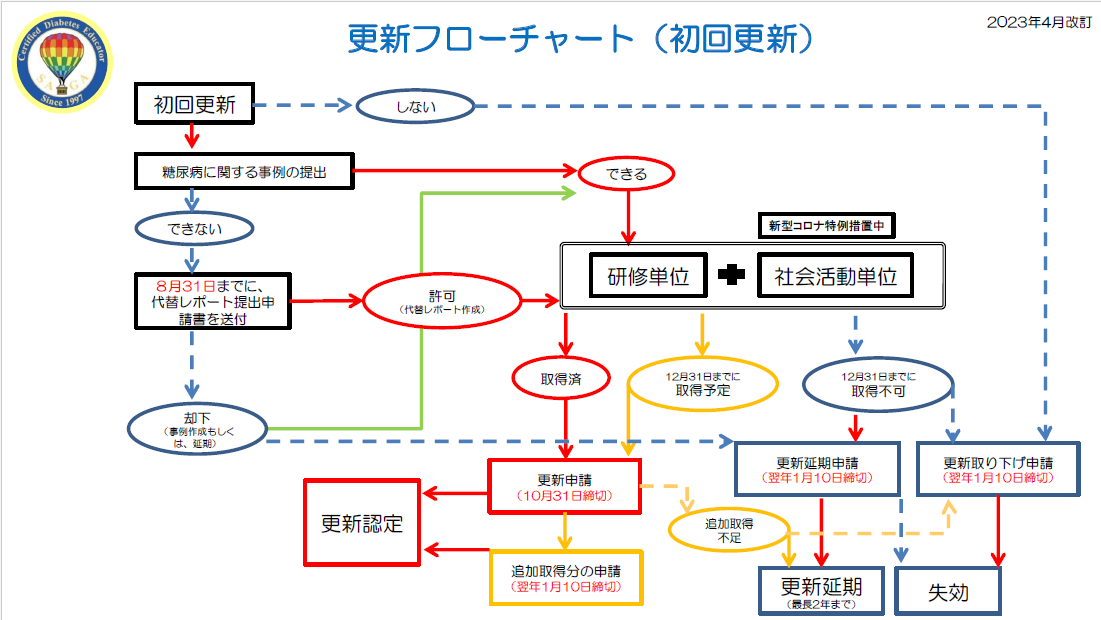 更新フローチャート（初回更新）
2023年4月改訂
Certified Diabetes Educator
SAGA
Since 1997
初回更新
しない
糖尿病に関する事例の提出
できる
できない
新型コロナ特例措置中
研修単位
社会活動単位
8月31日までに、
代替レポート提出申
請書を送付
許可
（代替レポート作成）
取得済
12月31日までに
取得予定
12月31日までに
取得不可
却下
（事例作成もしく
は、延期）
更新申請
（10月31日締切）
更新延期申請
（翌年1月10日締切）
更新取り下げ申請
（翌年1月10日締切）
更新認定
追加取得
不足
追加取得分の申請
（翌年1月10日締切）
更新延期
（最長2年まで）
失効